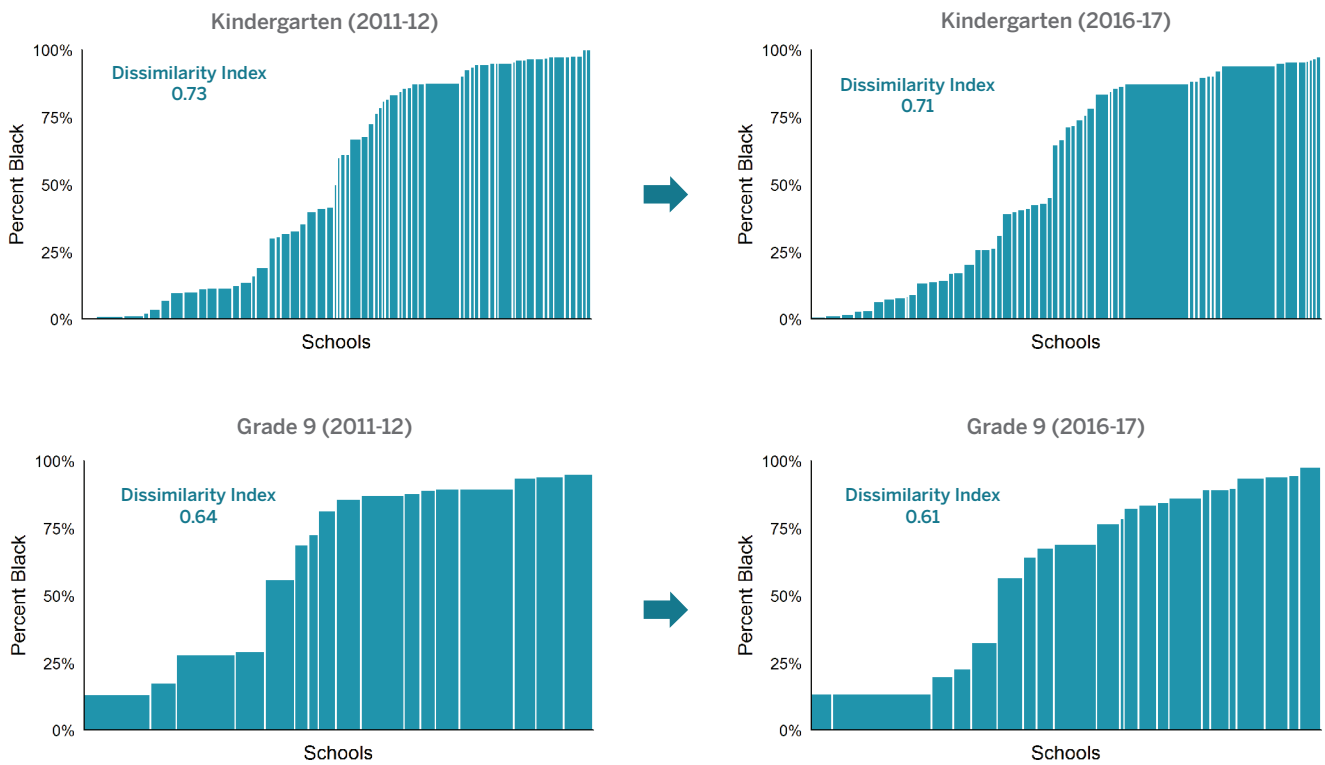 Kindergarten (2011-12)
100%
75%
50%
25%
0%
Percent Black
Dissimilarity Index
0.73
Schools
Kindergarten (2016-17)
100%
75%
50%
25%
0%
Percent Black
Dissimilarity Index
0.71
Schools
Grade 9 (2011-12)
100%
75%
50%
25%
0%
Percent Black
Dissimilarity Index
0.64
Schools
Grade 9 (2016-17)
100%
75%
50%
25%
0%
Percent Black
Dissimilarity Index
0.61
Schools